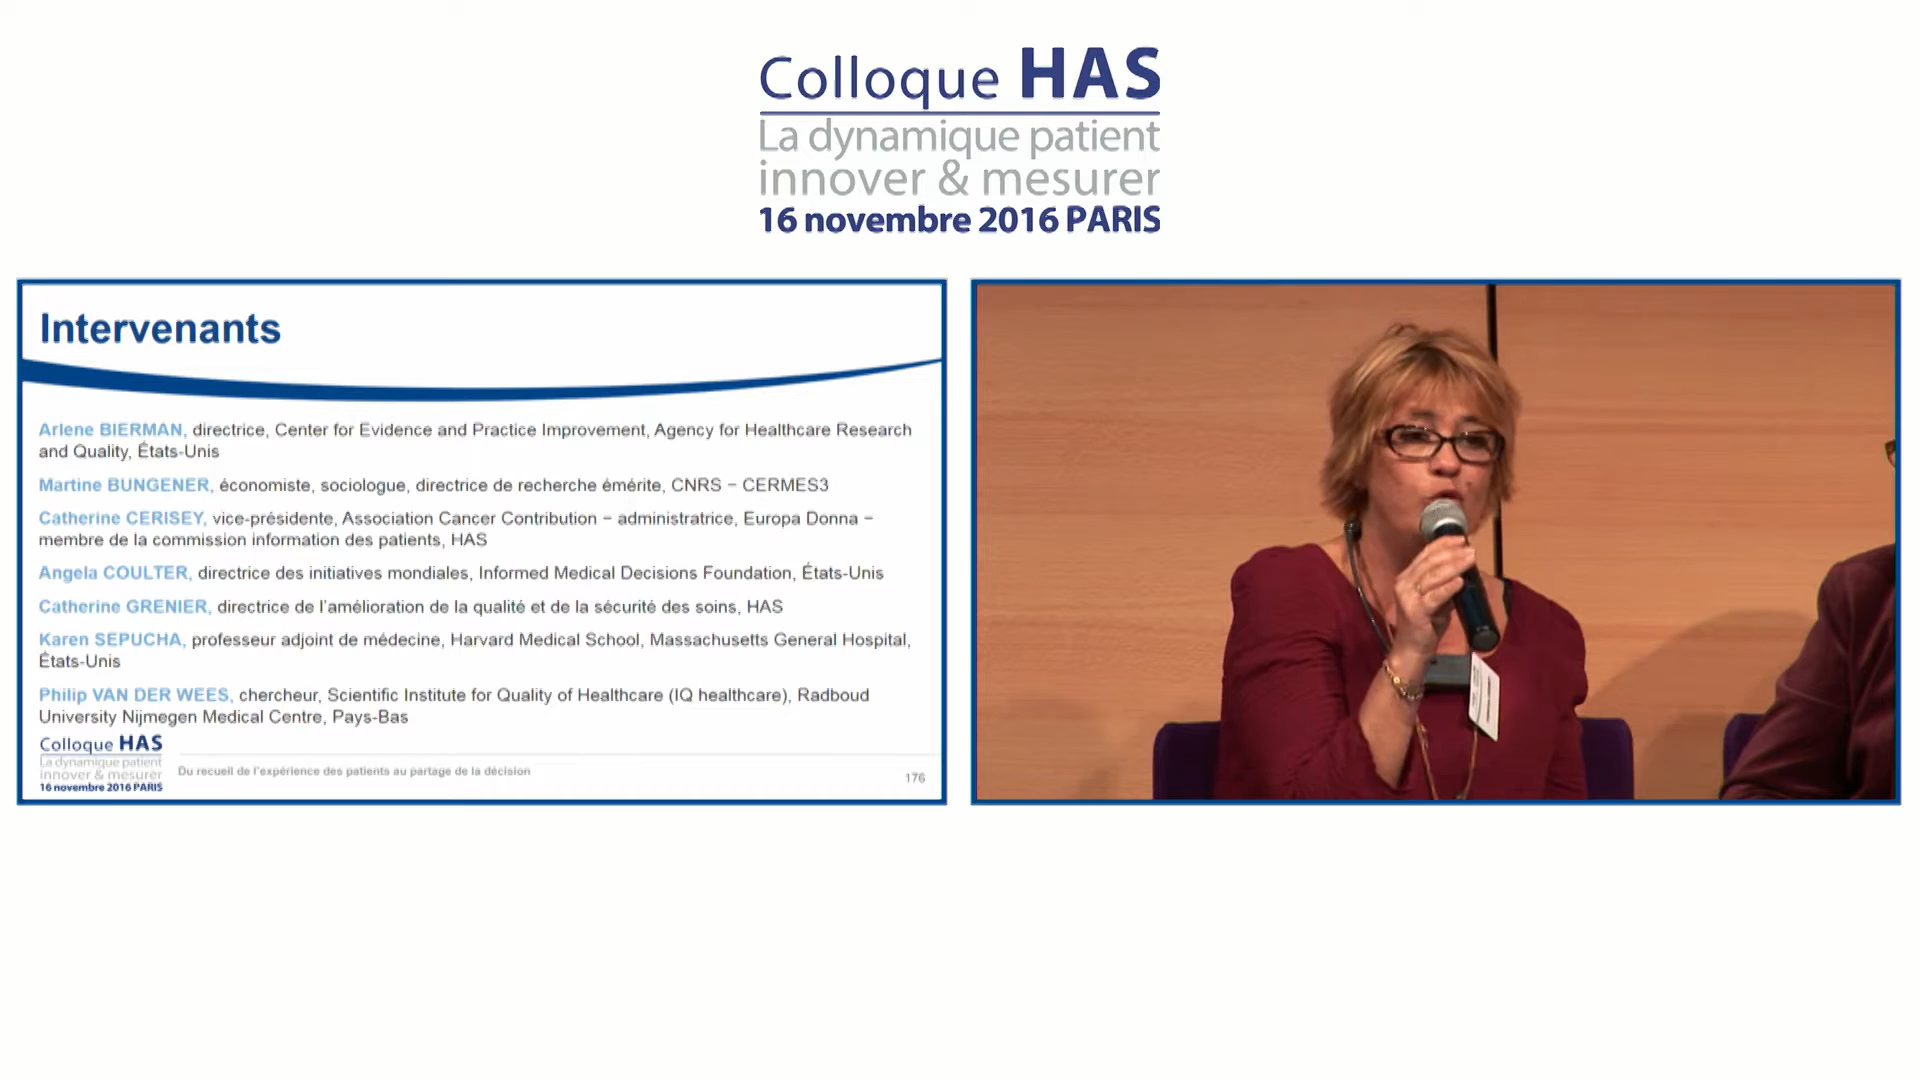 Colloque HAS
La dynamique patient
innover & mesurer
16 novembre 2016 PARIS
Intervenants
Arlene BIERMAN, directrice, Center for Evidence and Practice Improvement, Agency for Healthcare Research
and Quality, États-Unis
Martine BUNGENER, économiste, sociologue, directrice de recherche émérite, CNRS – CERMES3
Catherine CERISEY, vice-présidente, Association Cancer Contribution – administratrice, Europa Donna –
membre de la commission information des patients, HAS
Angela COULTER, directrice des initiatives mondiales, Informed Medical Decisions Foundation, États-Unis
Catherine GRENIER, directrice de l'amélioration de la qualité et de la sécurité des soins, HAS
Karen SEPUCHA, professeur adjoint de médecine, Harvard Medical School, Massachusetts General Hospital,
États-Unis
Philip VAN DER WEES, chercheur, Scientific Institute for Quality of Healthcare (IQ healthcare), Radboud
University Nijmegen Medical Centre, Pays-Bas
Colloque HAS
La dynamique patient
innover & mesurer
16 novembre 2016 PARIS
Du recueil de l'expérience des patients au partage de la décision
176